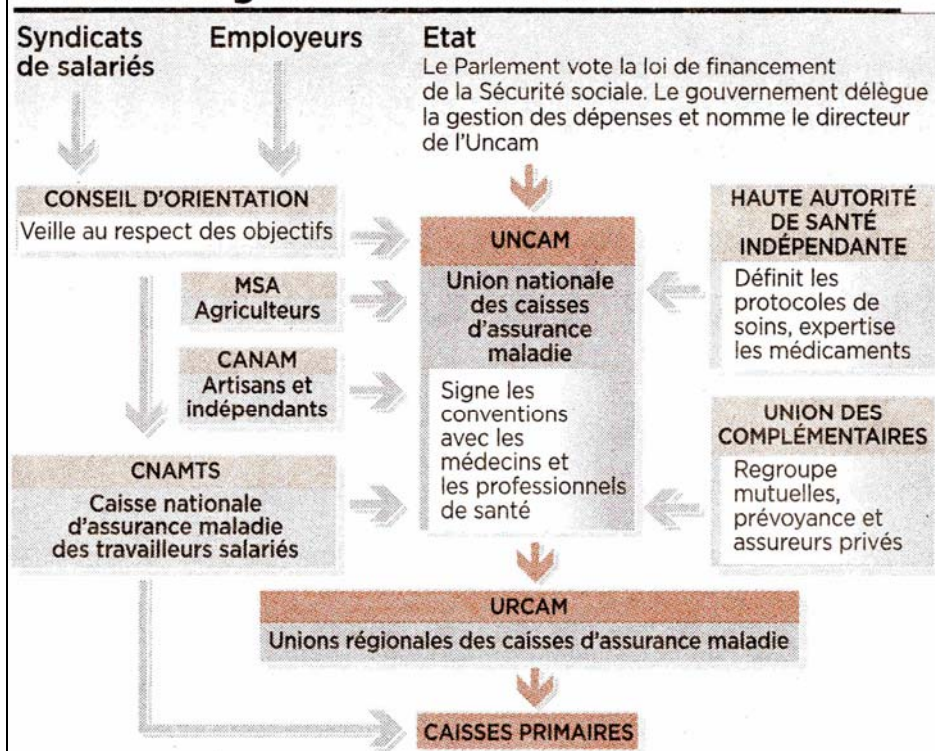 Syndicats
de salariés
Employeurs
Etat
Le Parlement vote la loi de financement
de la Sécurité sociale. Le gouvernement délègue
la gestion des dépenses et nomme le directeur
de l'Uncam
CONSEIL D'ORIENTATION
Veille au respect des objectifs
MSA
Agriculteurs
CANAM
Artisans et
indépendants
CNAMTS
Caisse nationale
d'assurance maladie
des travailleurs salariés
UNCAM
Union nationale
des caisses
d'assurance
maladie
Signe les
conventions
avec les
médecins et
les professionnels
de santé
HAUTE AUTORITÉ
DE SANTÉ
INDÉPENDANTE
Définit les
protocoles de
soins, expertise
les médicaments
UNION DES
COMPLÉMENTAIRES
Regroupe
mutuelles,
prévoyance et
assureurs privés
URCAM
Unions régionales des caisses d'assurance maladie
CAISSES PRIMAIRES